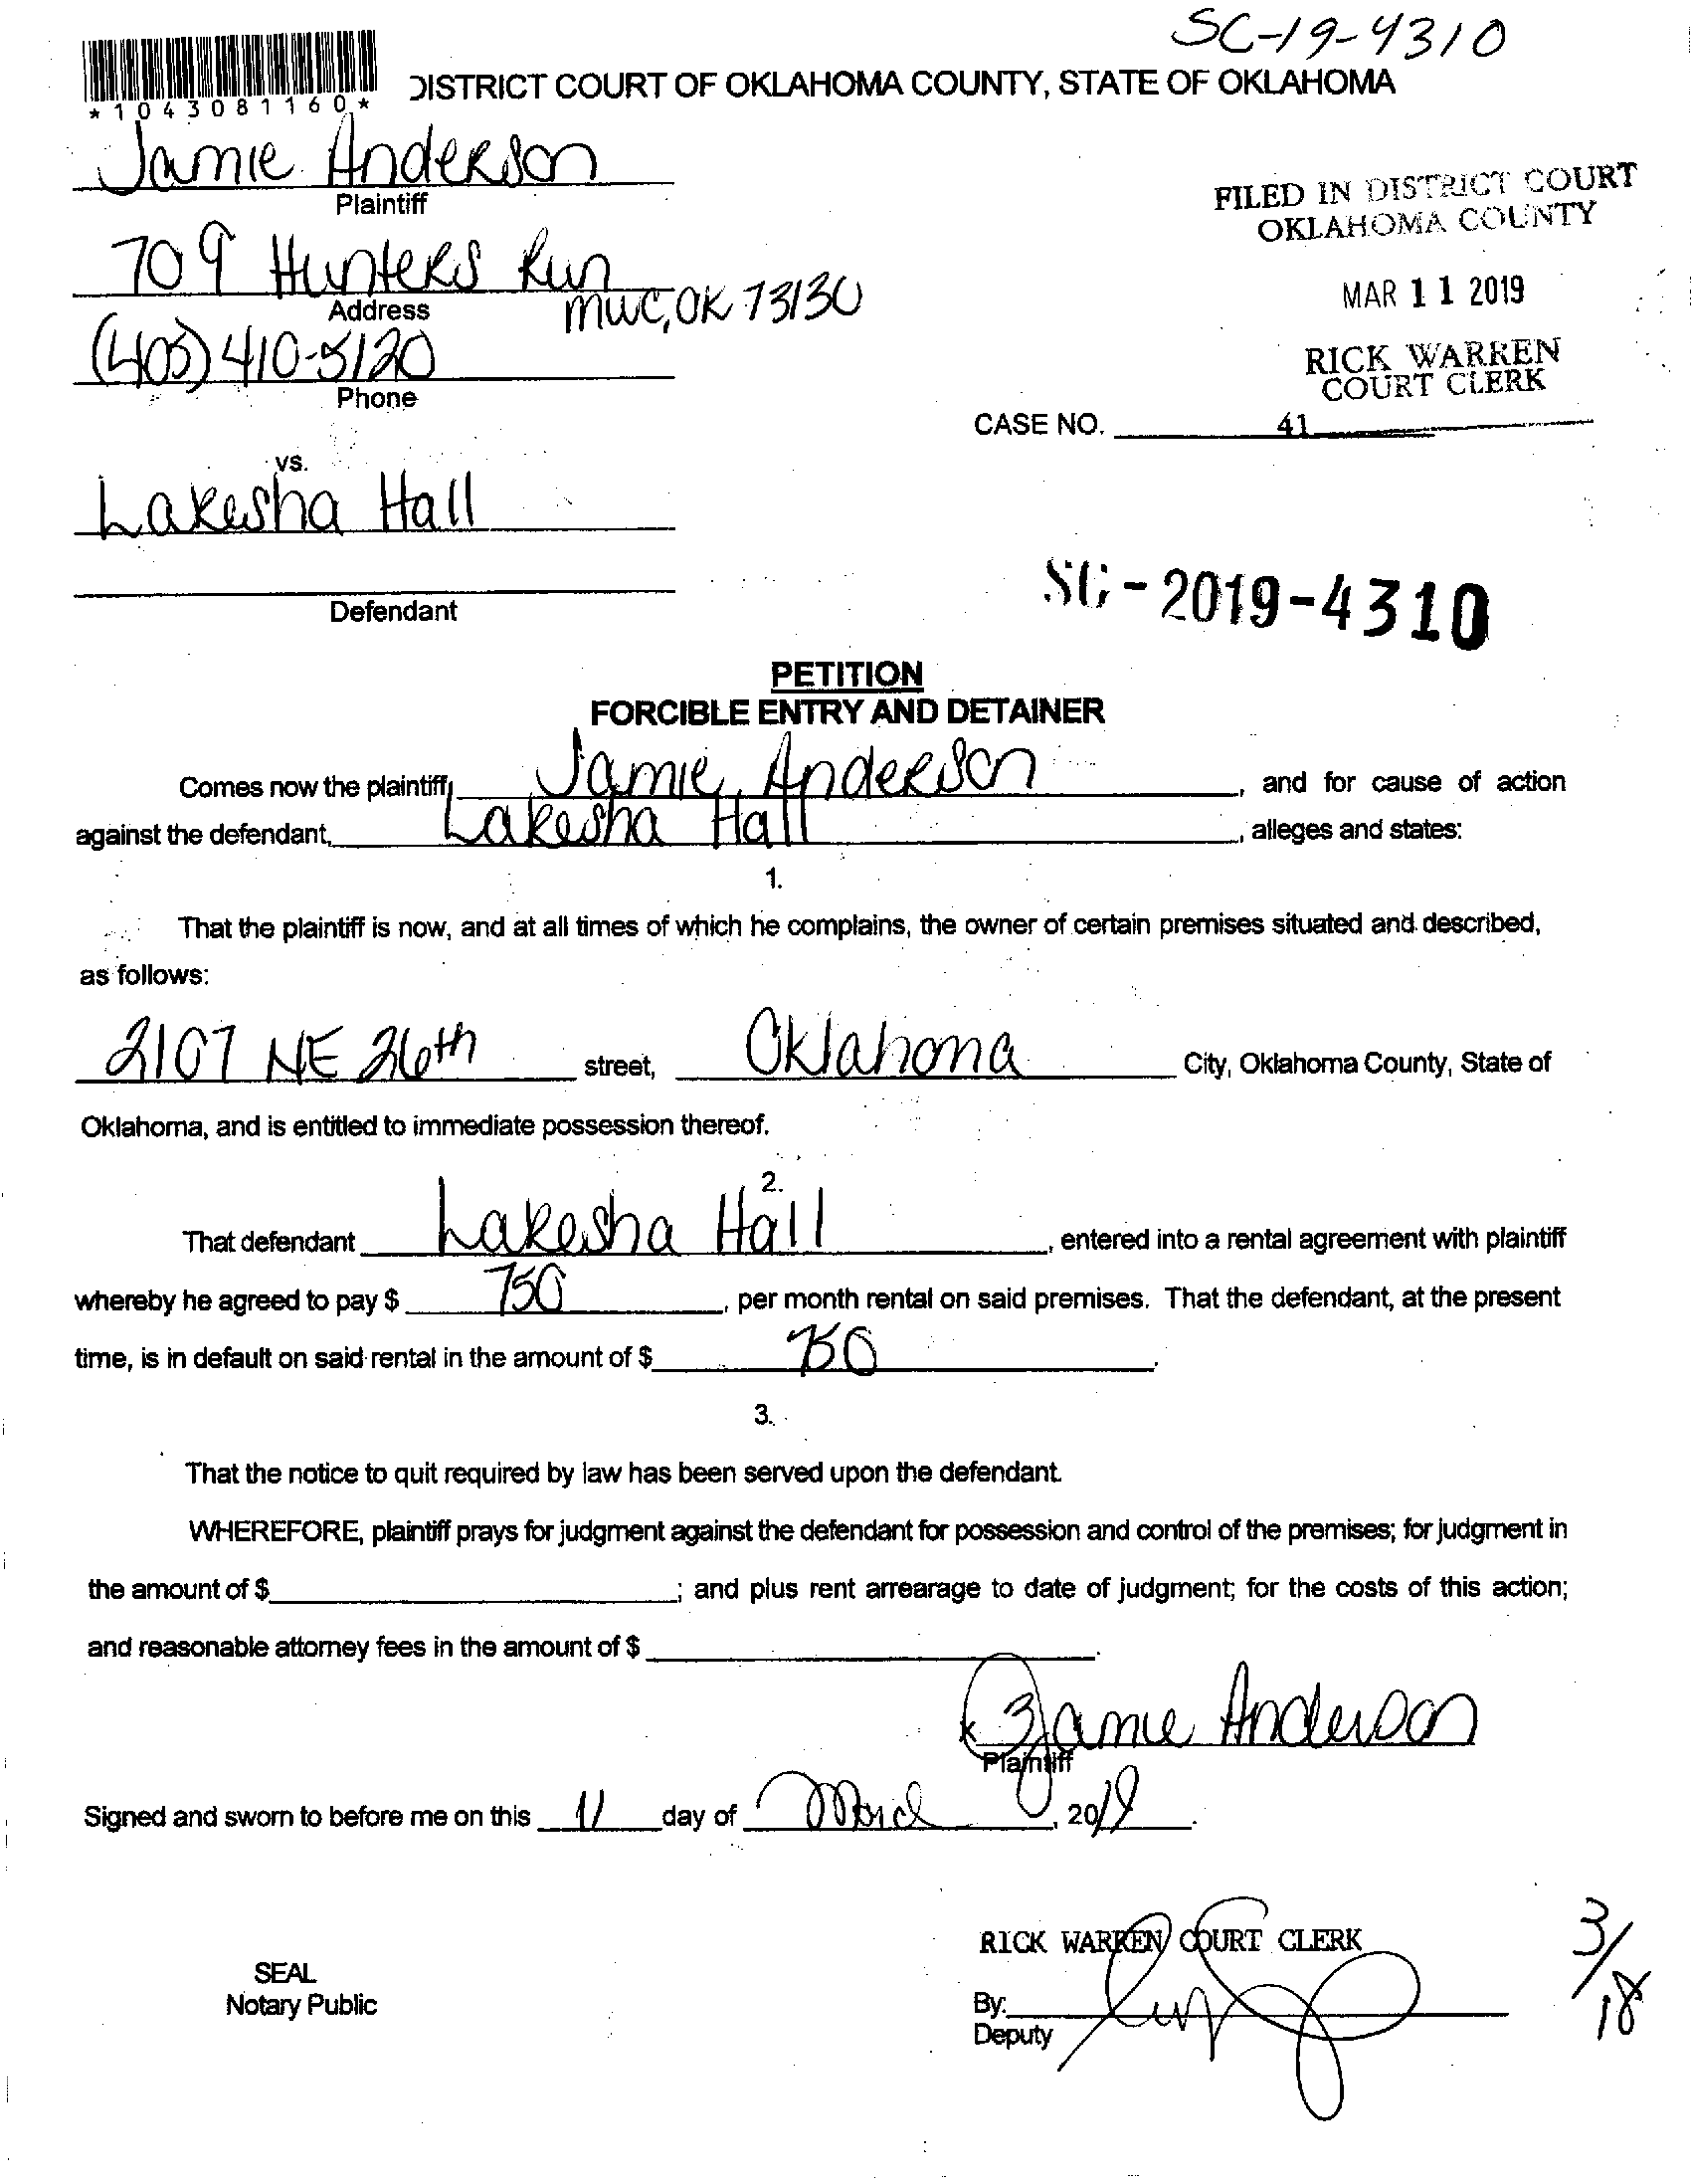 SC-19-4310
*1043081160*
DISTRICT COURT OF OKLAHOMA COUNTY, STATE OF OKLAHOMA
Jamie Anderson
Plaintiff
709 Hunters Run
Address
MWC, OK 73130
(405) 410-5120
Phone
FILED IN DISTRICT COURT
OKLAHOMA COUNTY
MAR 11 2019
RICK WARREN
COURT CLERK
CASE NO. 41
vs.
Lakesha Hall
Defendant
SC-2019-4310
PETITION
FORCIBLE ENTRY AND DETAINER
Comes now the plaintiff, Jamie Anderson, and for cause of action
against the defendant, Lakesha Hall, alleges and states:
1.
That the plaintiff is now, and at all times of which he complains, the owner of certain premises situated and described,
as follows:
2107 NE 26th street, Oklahoma City, Oklahoma County, State of
Oklahoma, and is entitled to immediate possession thereof.
2.
That defendant Lakesha Hall, entered into a rental agreement with plaintiff
whereby he agreed to pay $ 750, per month rental on said premises. That the defendant, at the present
time, is in default on said rental in the amount of $ 750.
3.
That the notice to quit required by law has been served upon the defendant.
WHEREFORE, plaintiff prays for judgment against the defendant for possession and control of the premises; for judgment in
the amount of $ ; and plus rent arrearage to date of judgment; for the costs of this action;
and reasonable attorney fees in the amount of $ .
x Jamie Anderson
Plaintiff
Signed and sworn to before me on this 11 day of March, 2019.
RICK WARREN COURT CLERK
SEAL
Notary Public
By:
Deputy
3/18